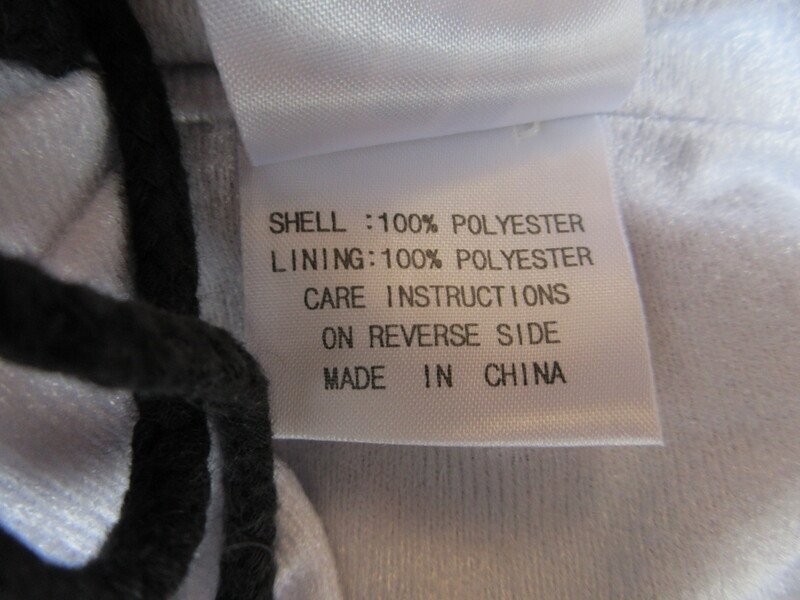 SHELL :100% POLYESTER
LINING:100% POLYESTER
CARE INSTRUCTIONS
ON REVERSE SIDE
MADE IN CHINA